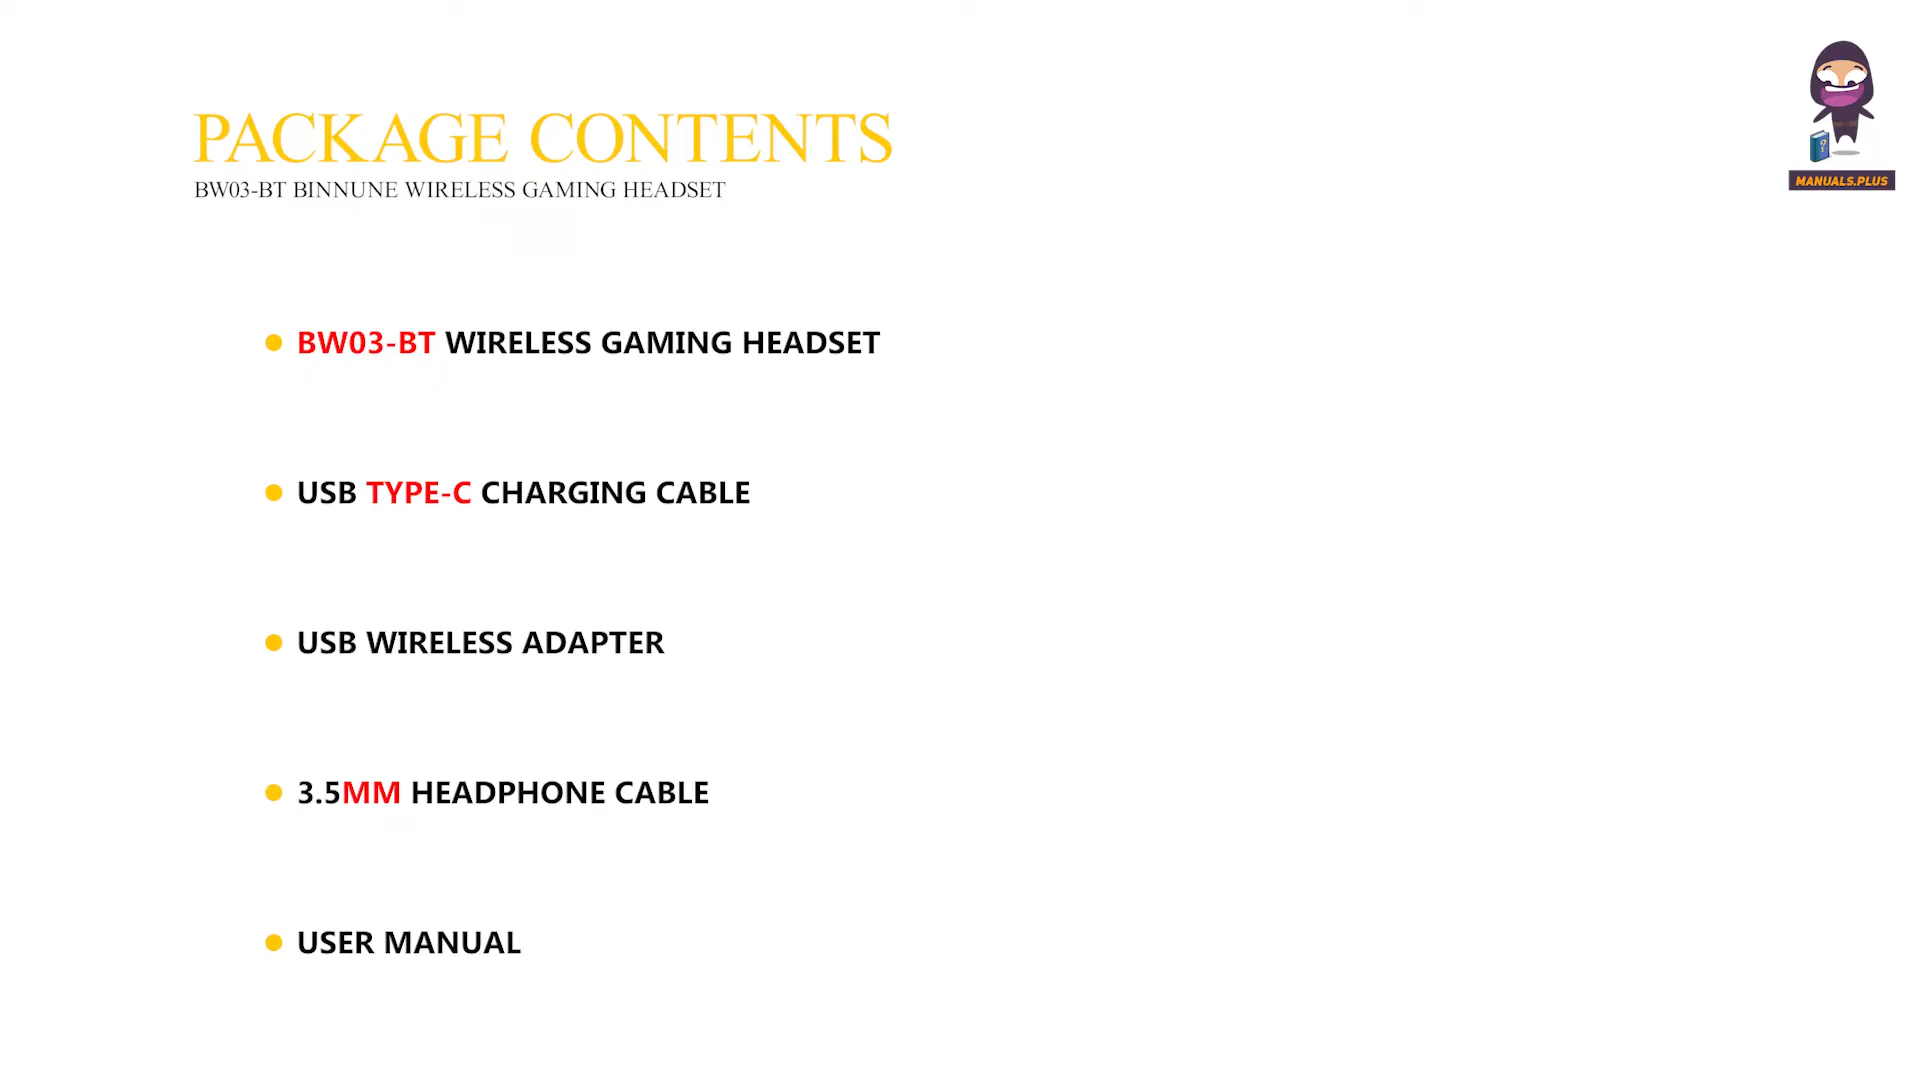 PACKAGE CONTENTS
BW03-BT BINNUNE WIRELESS GAMING HEADSET
BW03-BT WIRELESS GAMING HEADSET
USB TYPE-C CHARGING CABLE
USB WIRELESS ADAPTER
3.5MM HEADPHONE CABLE
USER MANUAL
?
MANUALS.PLUS